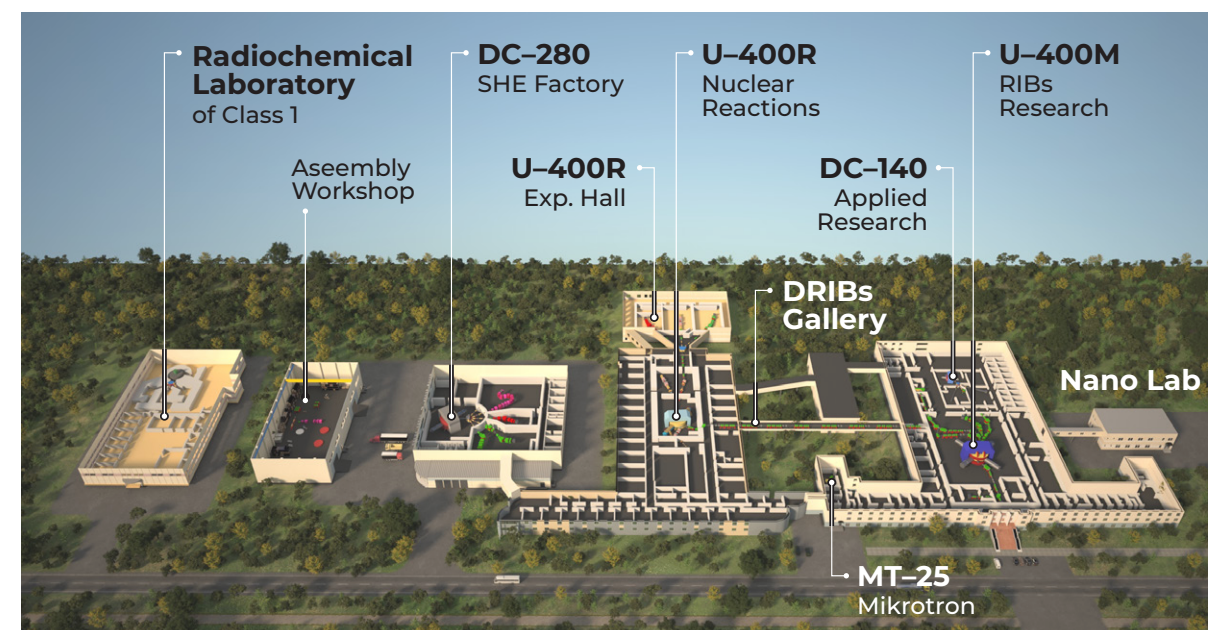 Radiochemical
Laboratory
of Class 1
DC–280
SHE Factory
U–400R
Nuclear
Reactions
U–400M
RIBs
Research
Aseembly
Workshop
U–400R
Exp. Hall
DC–140
Applied
Research
DRIBs
Gallery
Nano Lab
MT–25
Mikrotron